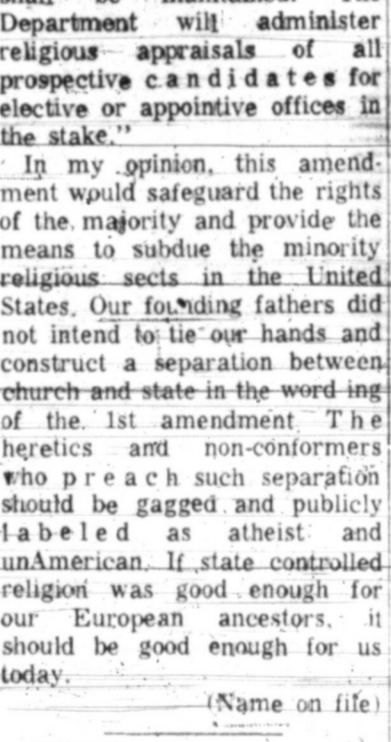 shall be maintained. The
Department will administer
religious appraisals of all
prospective candidates for
elective or appointive offices in
the stake."
In my opinion, this amend-
ment would safeguard the rights
of the majority and provide the
means to subdue the minority
religious sects in the United
States. Our founding fathers did
not intend to tie our hands and
construct a separation between
church and state in the word ing
of the 1st amendment The
heretics and non-conformers
who preach such separation
should be gagged and publicly
labeled as atheist and
unAmerican. If state controlled
religion was good enough for
our European ancestors, it
should be good enough for us
today.
(Name on file)